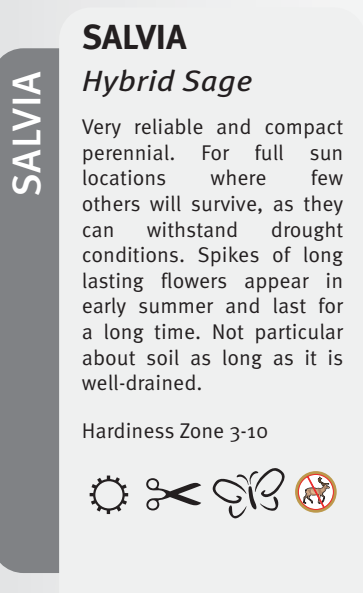 SALVIA
SALVIA
Hybrid Sage
Very reliable and compact
perennial. For full sun
locations where few
others will survive, as they
can withstand drought
conditions. Spikes of long
lasting flowers appear in
early summer and last for
a long time. Not particular
about soil as long as it is
well-drained.
Hardiness Zone 3-10